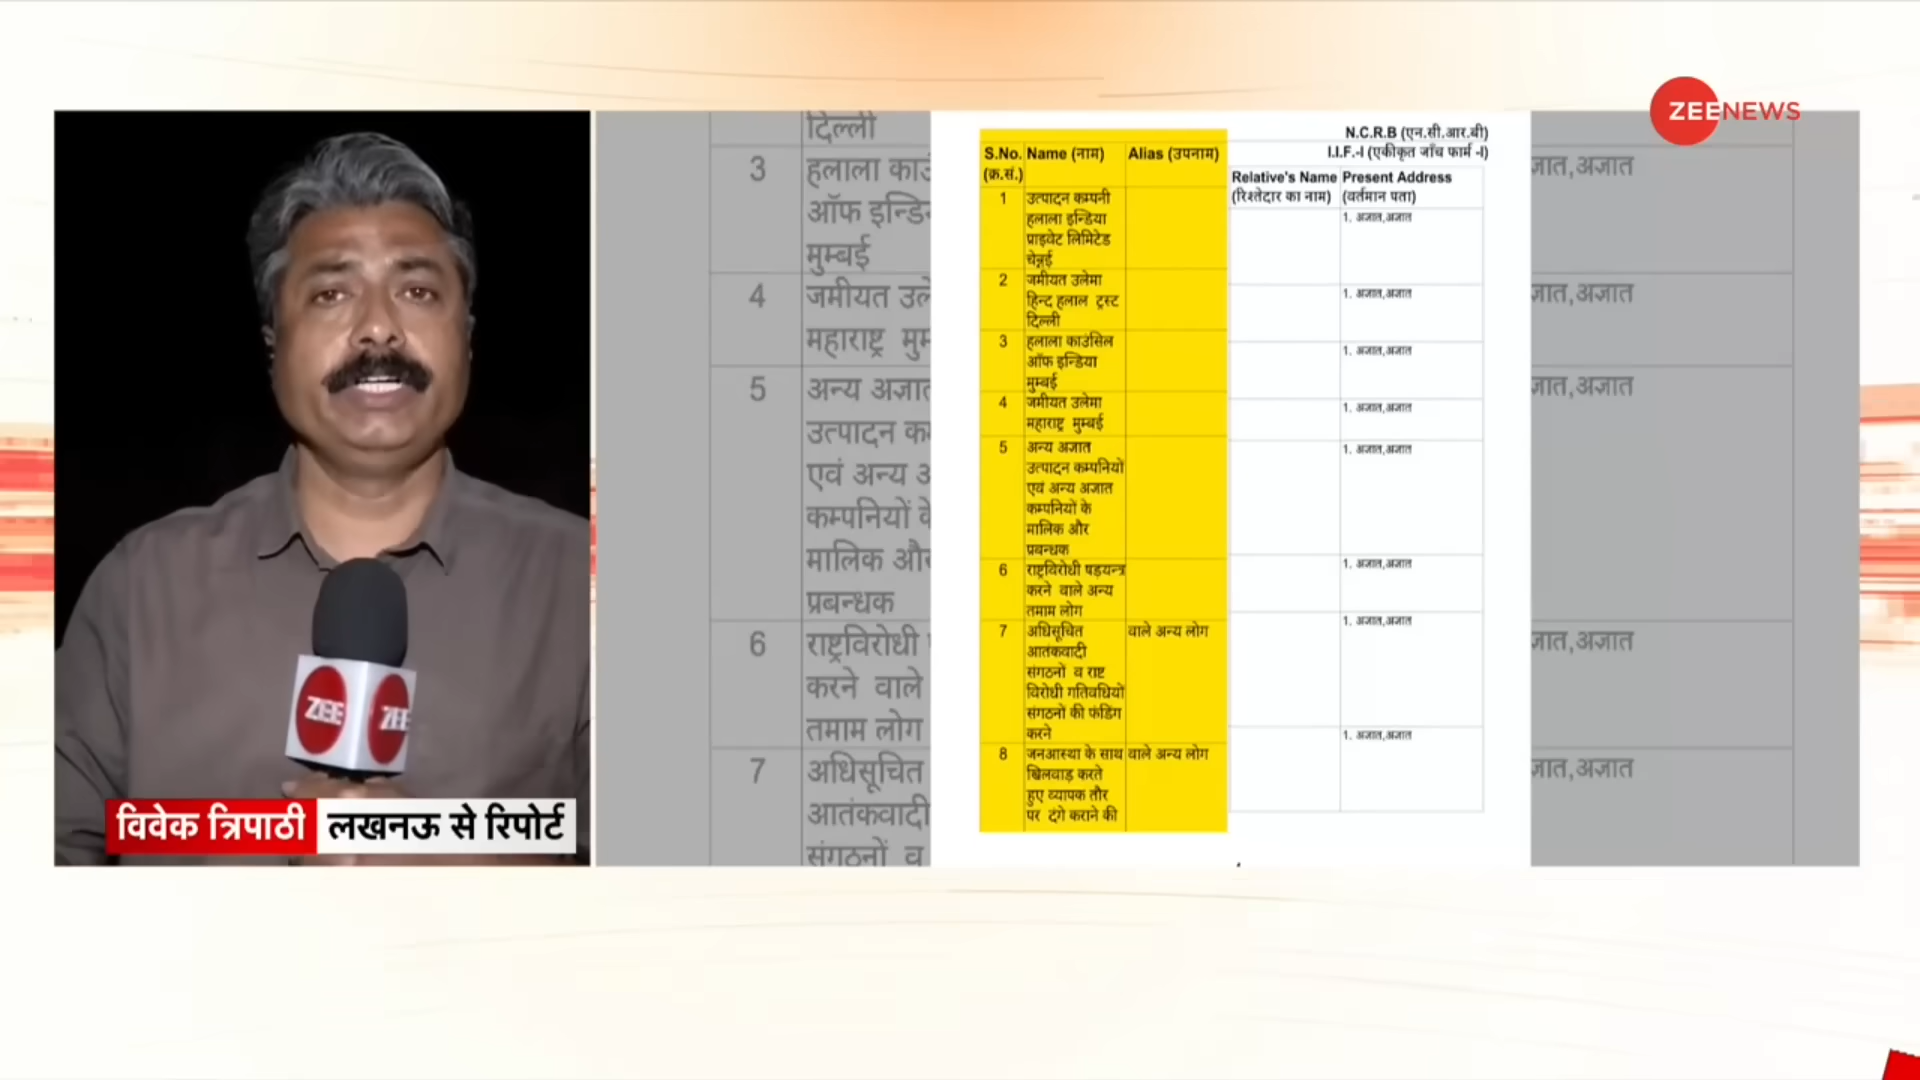 ZEENEWS
दिल्ली
3 हलाला काउं
ऑफ इन्डि
मुम्बई
4 जमीयत उले
महाराष्ट्र मुम
5 अन्य अज्ञात
उत्पादन कम
एवं अन्य अ
कम्पनियों के
मालिक और
प्रबन्धक
6 राष्ट्रविरोधी
करने वाले
तमाम लोग
7 अधिसूचित
आतंकवादी
संगठनों व
N.C.R.B (एन.सी.आर.बी)
I.I.F.-I (एकीकृत जाँच फार्म -I)
S.No. Name (नाम) Alias (उपनाम)
(क्र.सं.)
Relative's Name Present Address
(रिश्तेदार का नाम) (वर्तमान पता)
1 उत्पादन कम्पनी
हलाला इन्डिया
प्राइवेट लिमिटेड
चेन्नई
1. अज्ञात,अज्ञात
2 जमीयत उलेमा
हिन्द हलाल ट्रस्ट
दिल्ली
1. अज्ञात,अज्ञात
3 हलाला काउंसिल
ऑफ इन्डिया
मुम्बई
1. अज्ञात,अज्ञात
4 जमीयत उलेमा
महाराष्ट्र मुम्बई
1. अज्ञात,अज्ञात
5 अन्य अज्ञात
उत्पादन कम्पनियों
एवं अन्य अज्ञात
कम्पनियों के
मालिक और
प्रबन्धक
1. अज्ञात,अज्ञात
6 राष्ट्रविरोधी षड़यन्त्र
करने वाले अन्य
तमाम लोग
1. अज्ञात,अज्ञात
7 अधिसूचित वाले अन्य लोग
आतंकवादी
संगठनों व राष्ट
विरोधी गतिवधियों
संगठनों की फंडिंग
करने
1. अज्ञात,अज्ञात
8 जनआस्था के साथ वाले अन्य लोग
खिलवाड़ करते
हुए व्यापक तौर
पर दंगे कराने की
1. अज्ञात,अज्ञात
ज्ञात,अज्ञात
ज्ञात,अज्ञात
ज्ञात,अज्ञात
ज्ञात,अज्ञात
ज्ञात,अज्ञात
ZEE ZEE
विवेक त्रिपाठी लखनऊ से रिपोर्ट